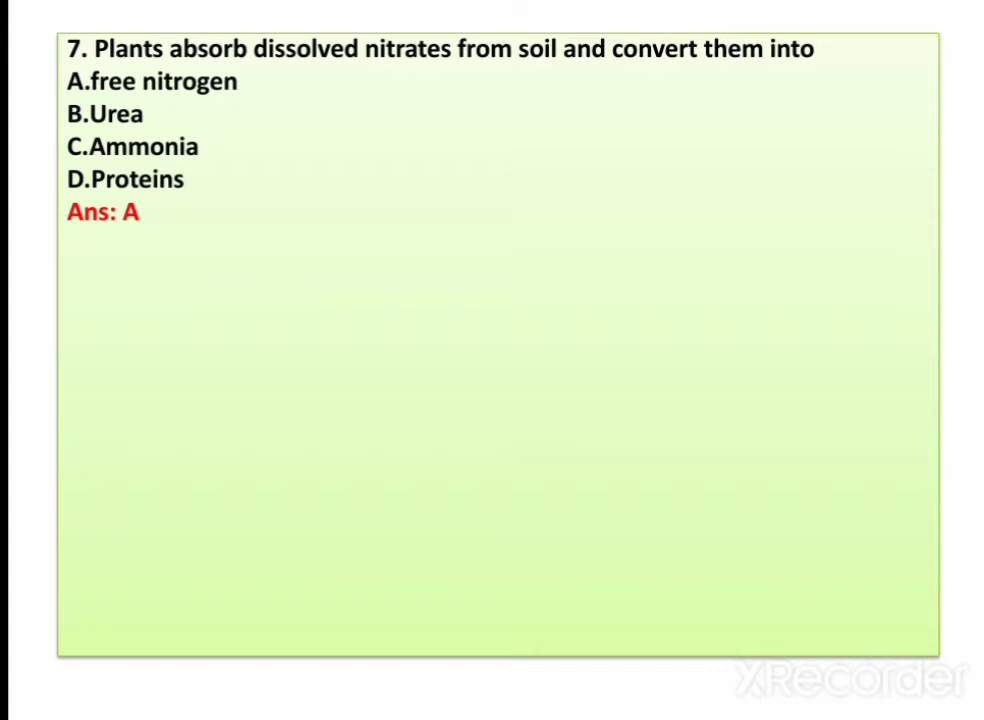 7. Plants absorb dissolved nitrates from soil and convert them into
A.free nitrogen
B.Urea
C.Ammonia
D.Proteins
Ans: A
XRecorder